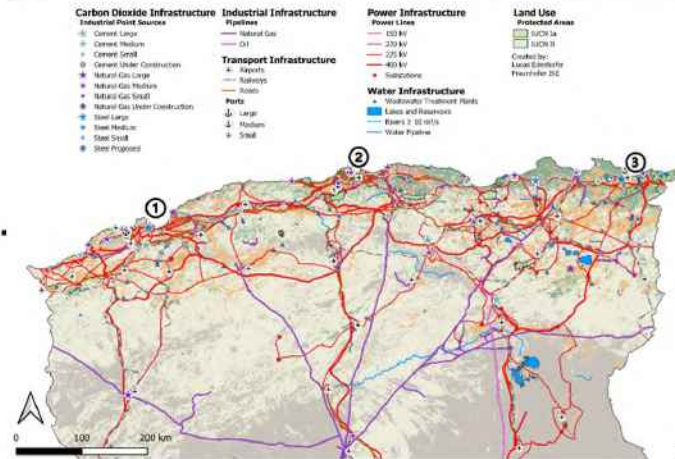 Carbon Dioxide Infrastructure
Industrial Point Sources
Cement Large
Cement Medium
Cement Small
Cement Under Construction
Natural Gas Large
Natural Gas Medium
Natural Gas Small
Natural Gas Under Construction
Steel Large
Steel Medium
Steel Small
Steel Proposed
Industrial Infrastructure
Pipelines
Natural Gas
Oil
Transport Infrastructure
Airports
Railways
Roads
Ports
Large
Medium
Small
Power Infrastructure
Power Lines
150 kV
220 kV
225 kV
400 kV
Substations
Water Infrastructure
Wastewater Treatment Plants
Lakes and Reservoirs
Water Pipeline
Land Use
Protected Areas
IUCN Ia
IUCN II
Created by:
Lucas Edenhofer
Fraunhofer ISE
1
2
3
0 100 200 km